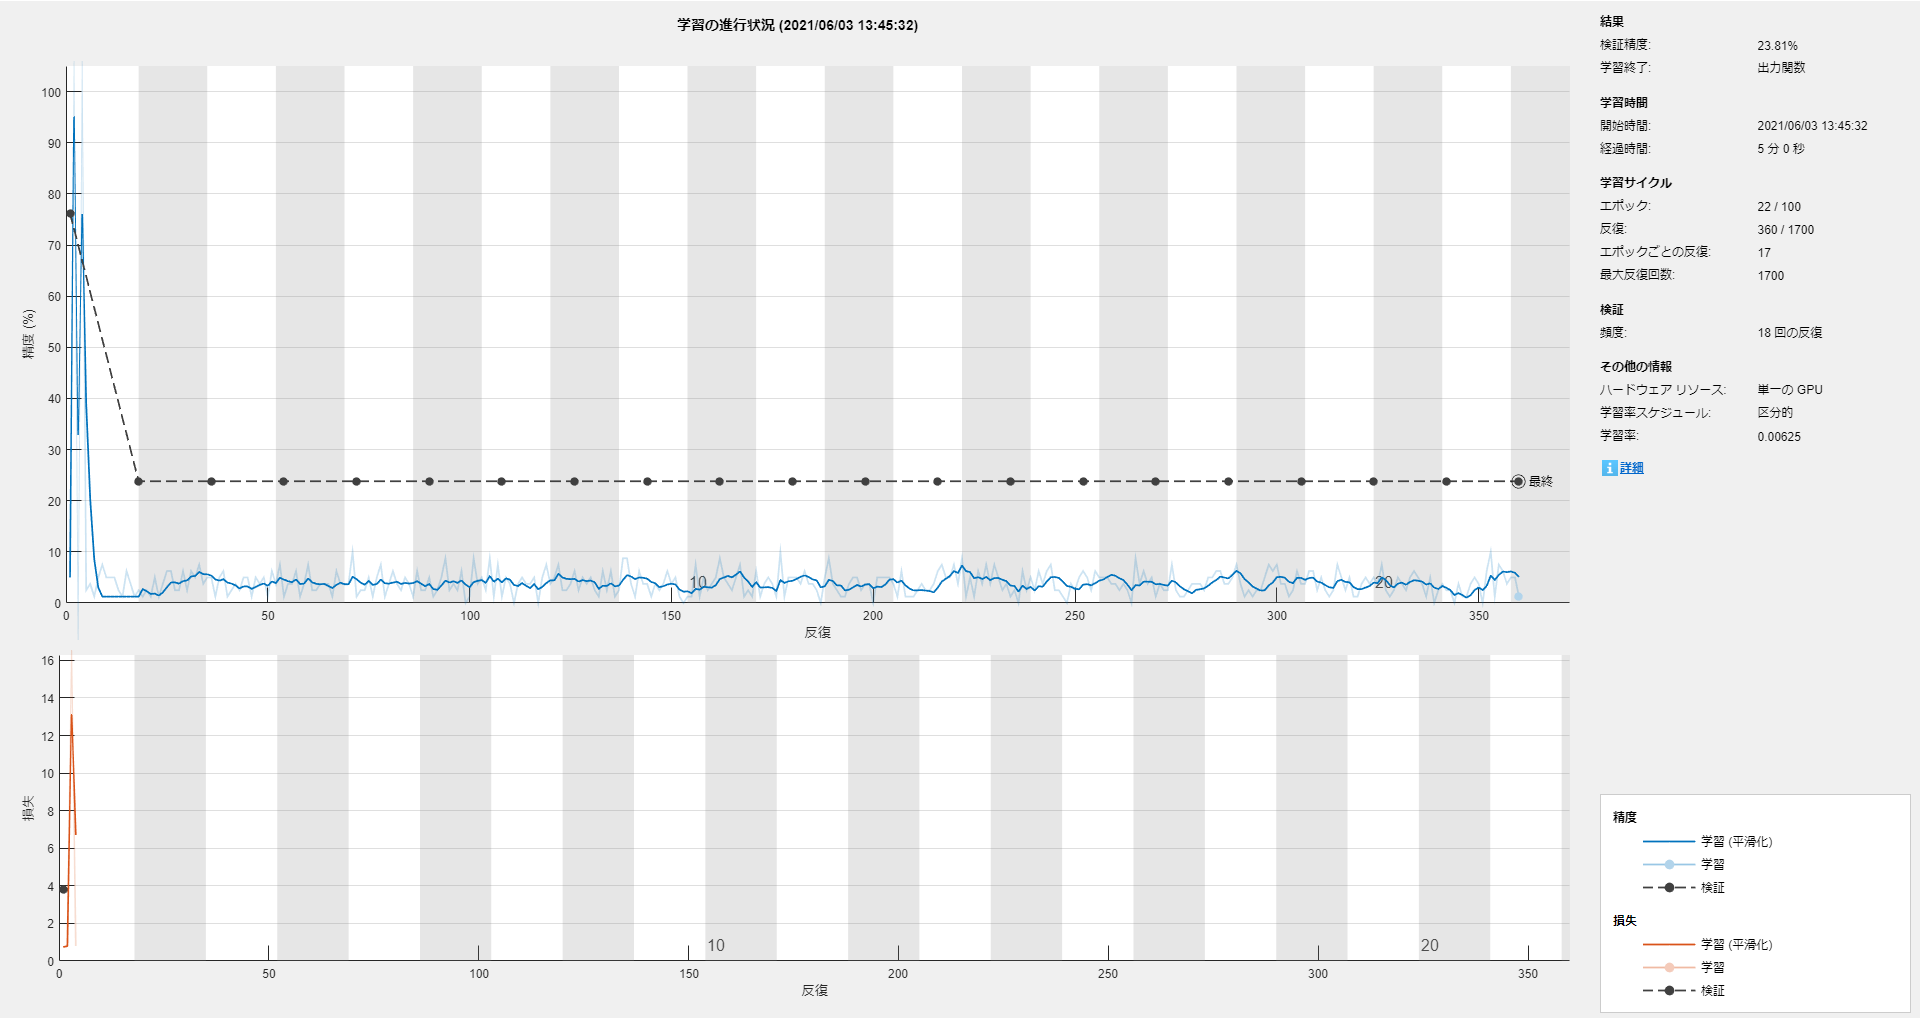 学習の進行状況 (2021/06/03 13:45:32)
精度 (%)
100
90
80
70
60
50
40
30
20
10
0
最終
10
20
0
50
100
150
200
250
300
350
反復
損失
16
14
12
10
8
6
4
2
0
10
20
0
50
100
150
200
250
300
350
反復
結果
検証精度: 23.81%
学習終了: 出力関数
学習時間
開始時間: 2021/06/03 13:45:32
経過時間: 5 分 0 秒
学習サイクル
エポック: 22 / 100
反復: 360 / 1700
エポックごとの反復: 17
最大反復回数: 1700
検証
頻度: 18 回の反復
その他の情報
ハードウェア リソース: 単一の GPU
学習率スケジュール: 区分的
学習率: 0.00625
i 詳細
精度
学習 (平滑化)
学習
検証
損失
学習 (平滑化)
学習
検証